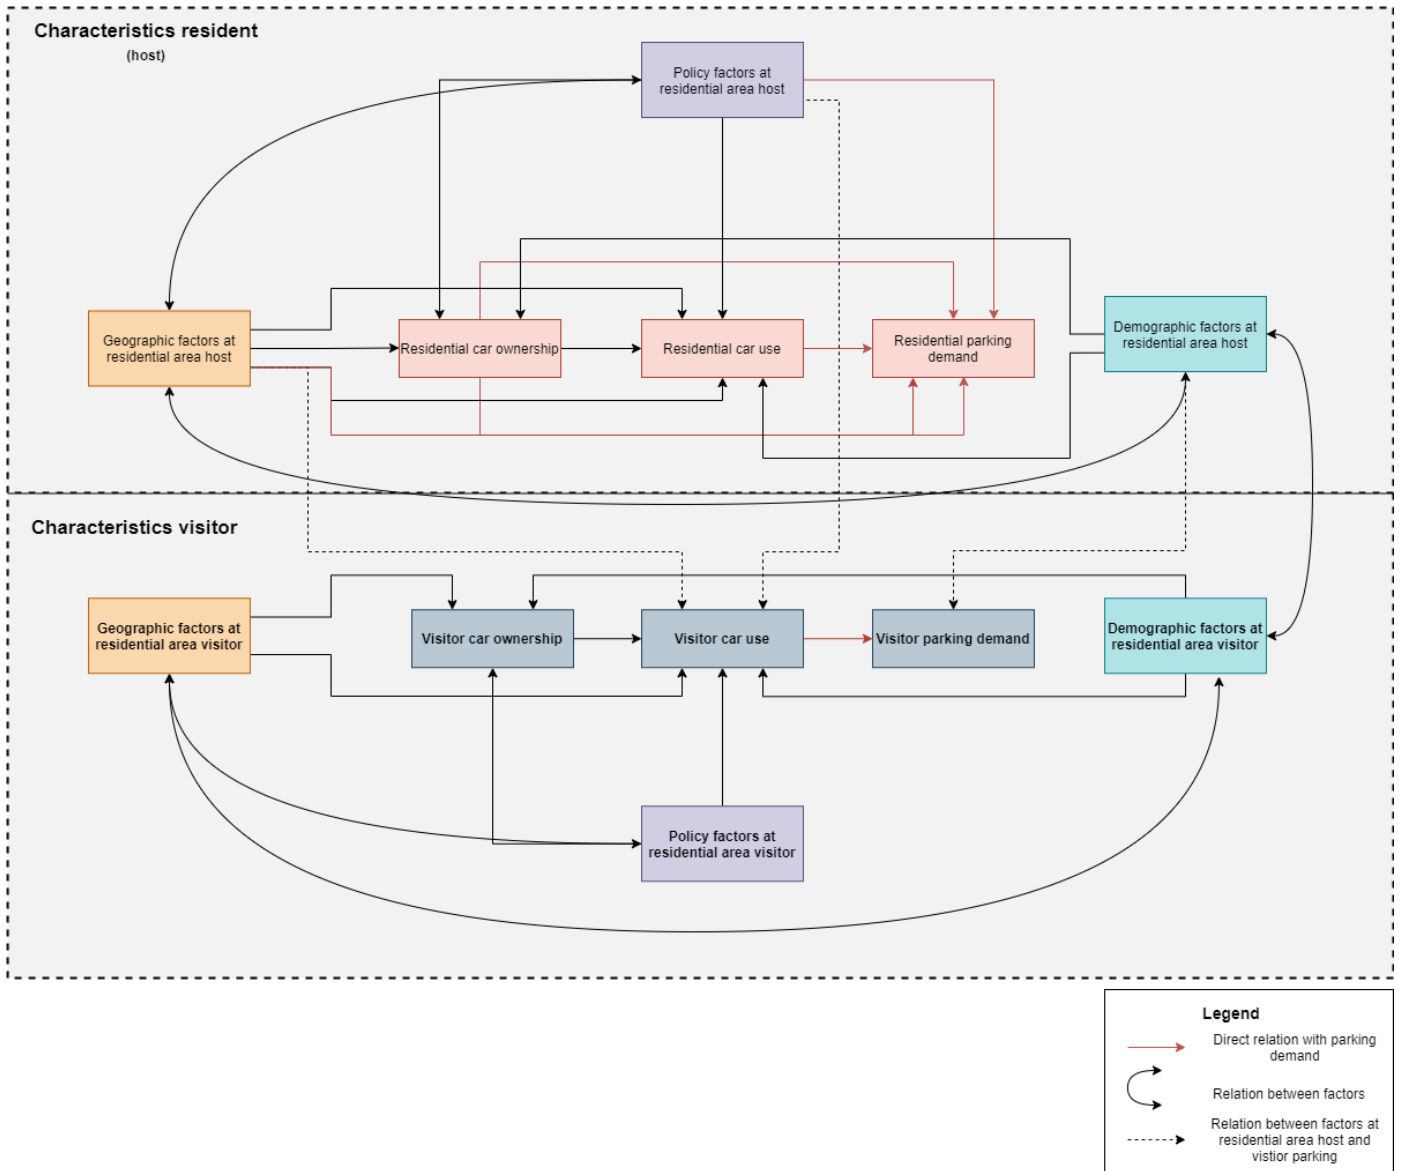 Characteristics resident
(host)
Policy factors at
residential area host
Geographic factors at
residential area host
Residential car ownership
Residential car use
Residential parking
demand
Demographic factors at
residential area host
Characteristics visitor
Geographic factors at
residential area visitor
Visitor car ownership
Visitor car use
Visitor parking demand
Demographic factors at
residential area visitor
Policy factors at
residential area visitor
Legend
Direct relation with parking
demand
Relation between factors
Relation between factors at
residential area host and
vistior parking